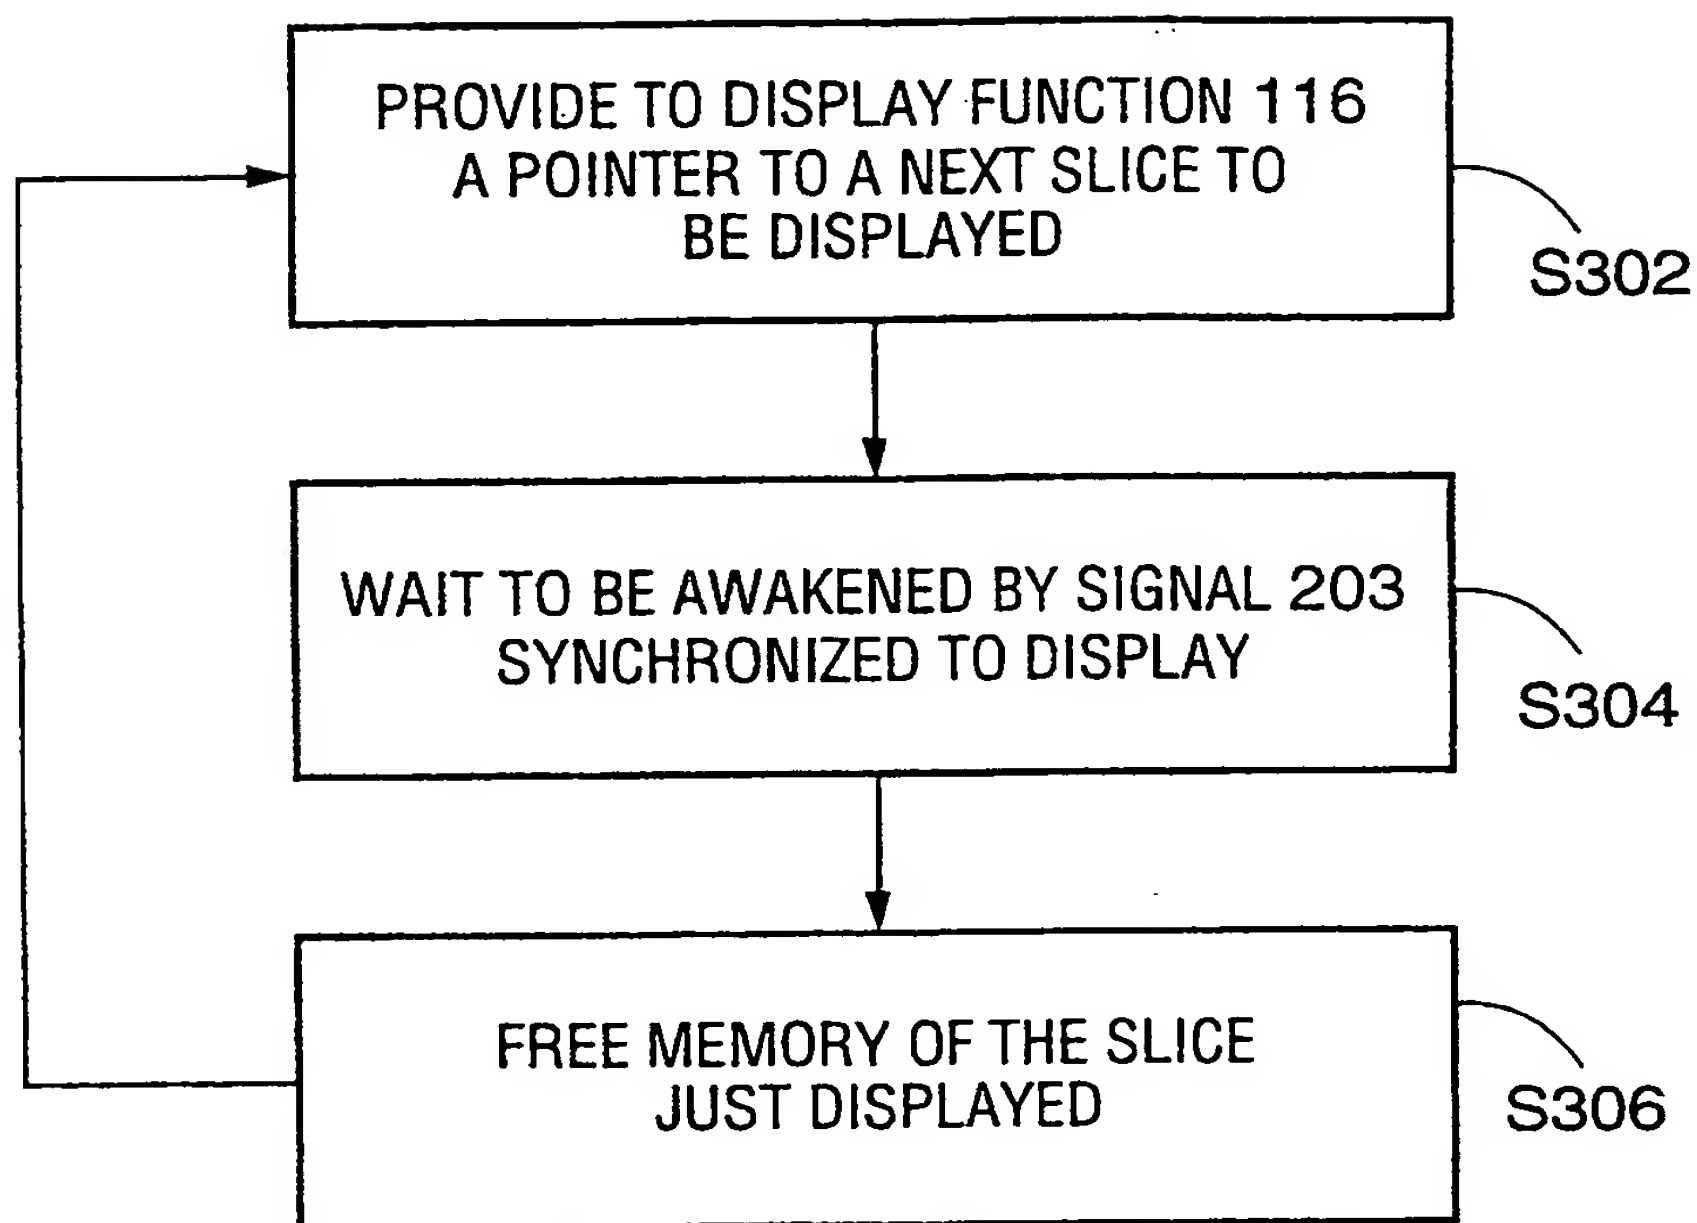 PROVIDE TO DISPLAY FUNCTION 116
A POINTER TO A NEXT SLICE TO
BE DISPLAYED
S302
WAIT TO BE AWAKENED BY SIGNAL 203
SYNCHRONIZED TO DISPLAY
S304
FREE MEMORY OF THE SLICE
JUST DISPLAYED
S306